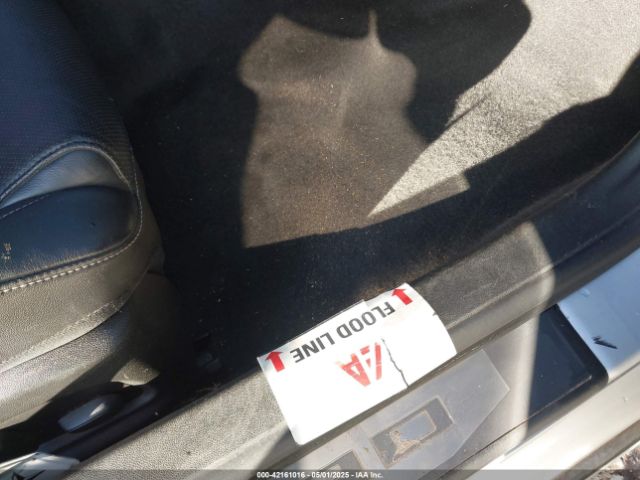 FLOOD LINE
IAA
000-42161016 - 05/01/2025 - IAA Inc.